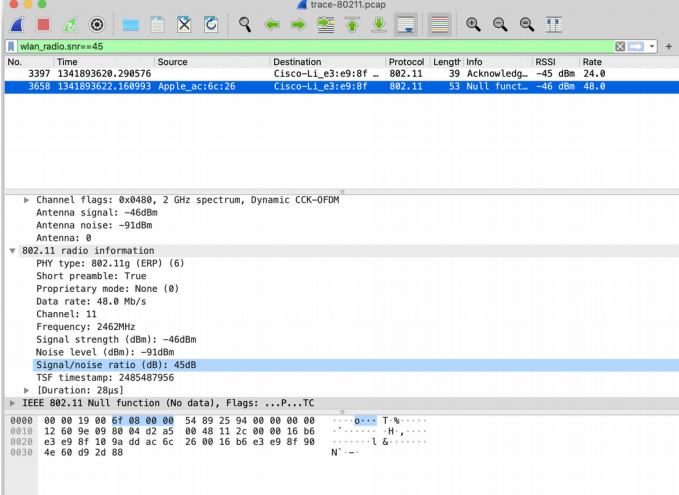 trace-80211.pcap
wlan_radio.snr==45
No. Time Source Destination Protocol Length Info RSSI Rate
3397 1341893620.290576 Cisco-Li_e3:e9:8f … 802.11 39 Acknowledg… -45 dBm 24.0
3658 1341893622.160993 Apple_ac:6c:26 Cisco-Li_e3:e9:8f 802.11 53 Null funct… -46 dBm 48.0
Channel flags: 0x0480, 2 GHz spectrum, Dynamic CCK-OFDM
Antenna signal: -46dBm
Antenna noise: -91dBm
Antenna: 0
802.11 radio information
PHY type: 802.11g (ERP) (6)
Short preamble: True
Proprietary mode: None (0)
Data rate: 48.0 Mb/s
Channel: 11
Frequency: 2462MHz
Signal strength (dBm): -46dBm
Noise level (dBm): -91dBm
Signal/noise ratio (dB): 45dB
TSF timestamp: 2485487956
[Duration: 28µs]
IEEE 802.11 Null function (No data), Flags: ...P...TC
0000 00 00 19 00 6f 08 00 00 54 89 25 94 00 00 00 00 ····o··· T·%·····
0010 12 60 9e 09 80 04 d2 a5 00 48 11 2c 00 00 16 b6 ·`······ ·H·,····
0020 e3 e9 8f 10 9a dd ac 6c 26 00 16 b6 e3 e9 8f 90 ·······l &·······
0030 4e 60 d9 2d 88 N`·-·